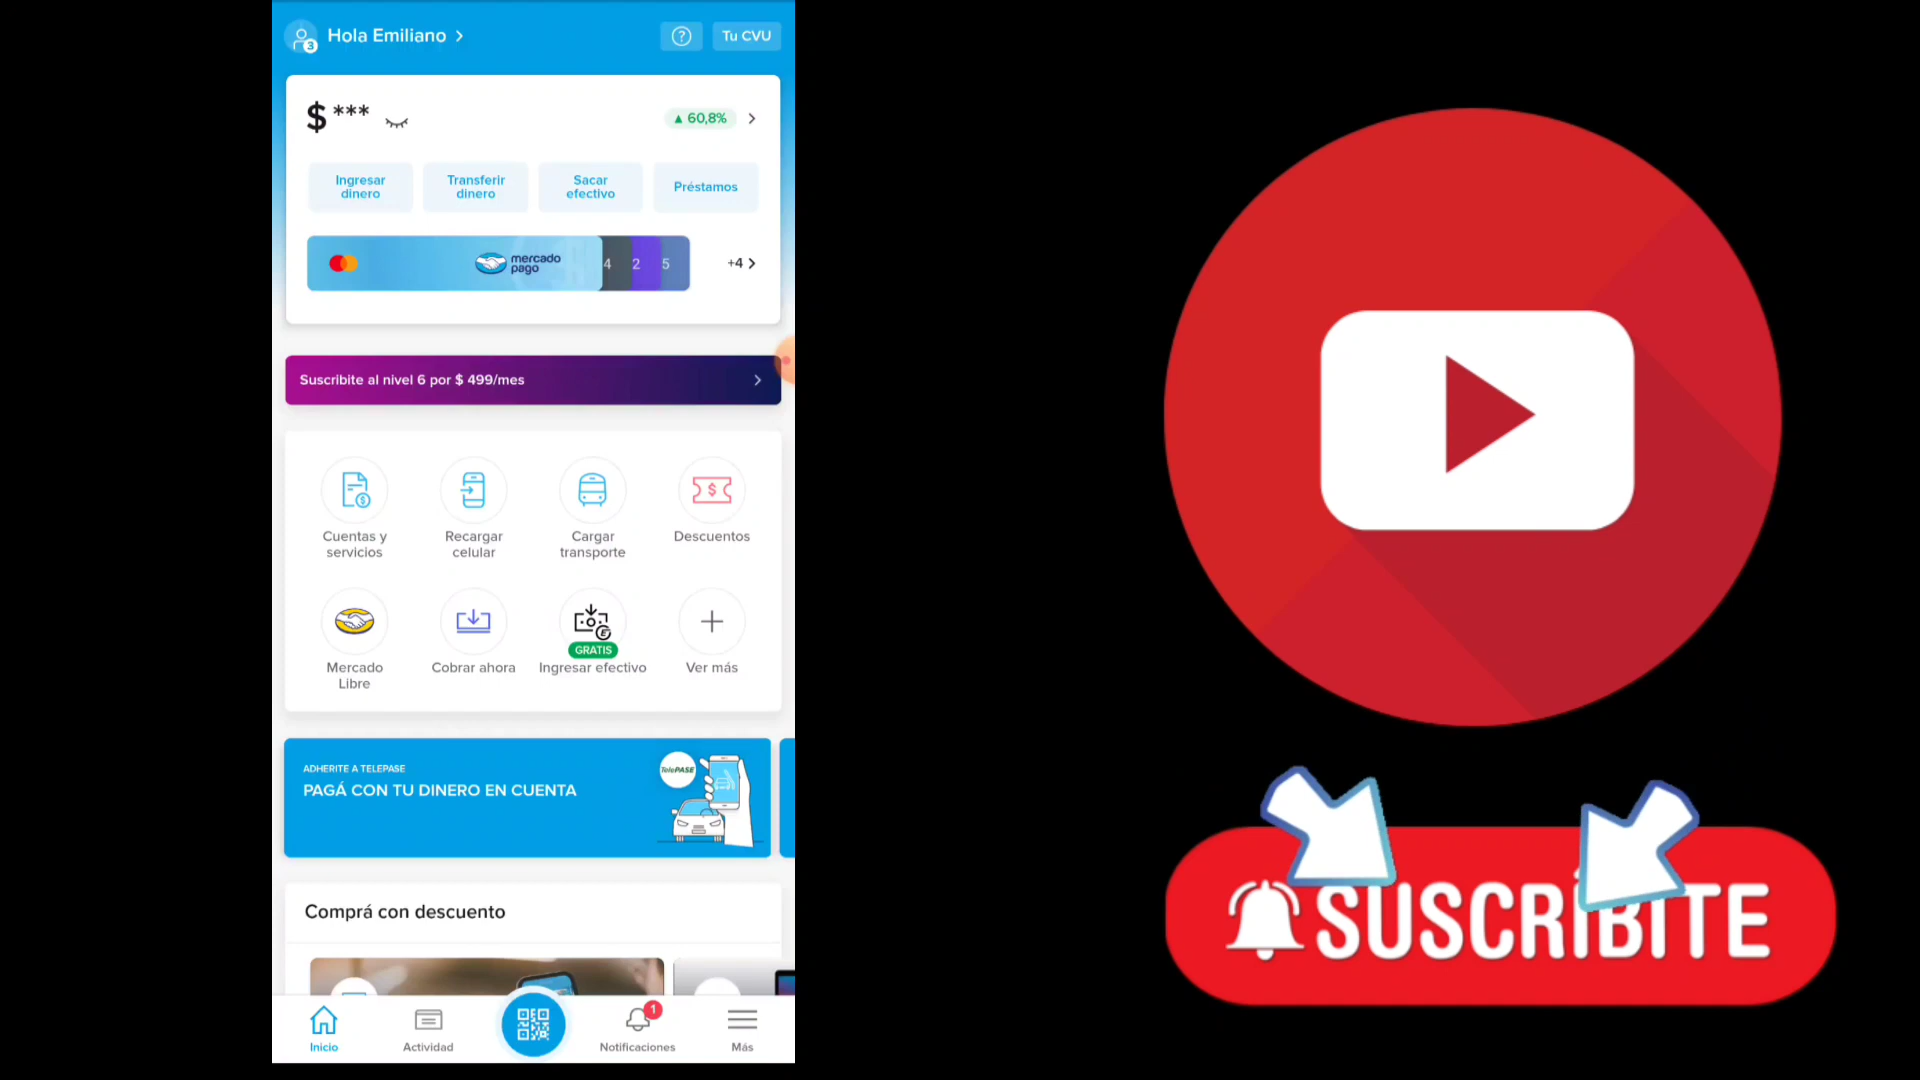 3
Hola Emiliano
?
Tu CVU
$ ***
▲ 60,8%
Ingresar
dinero
Transferir
dinero
Sacar
efectivo
Préstamos
mercado
pago
4
2
5
+4
Suscribite al nivel 6 por $ 499/mes
Cuentas y
servicios
Recargar
celular
Cargar
transporte
Descuentos
Mercado
Libre
Cobrar ahora
GRATIS
Ingresar efectivo
Ver más
ADHERITE A TELEPASE
PAGÁ CON TU DINERO EN CUENTA
TelePASE
Comprá con descuento
Inicio
Actividad
1
Notificaciones
Más
SUSCRÍBITE